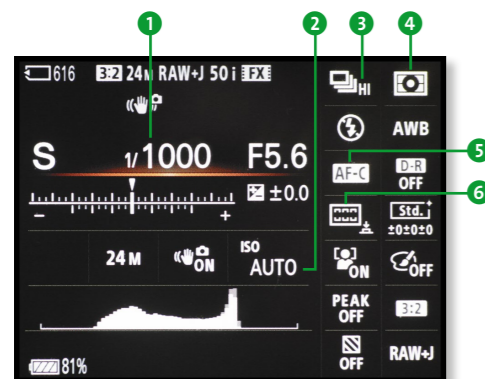 1 2 3 4
616 3:2 24M RAW+J 50i FX
HI
AWB
S 1/1000 F5.6
5
AF-C
D-R OFF
6
±0.0
- +
Std. ±0±0±0
24M ON ISO AUTO
ON
OFF
PEAK OFF
3:2
OFF
RAW+J
81%